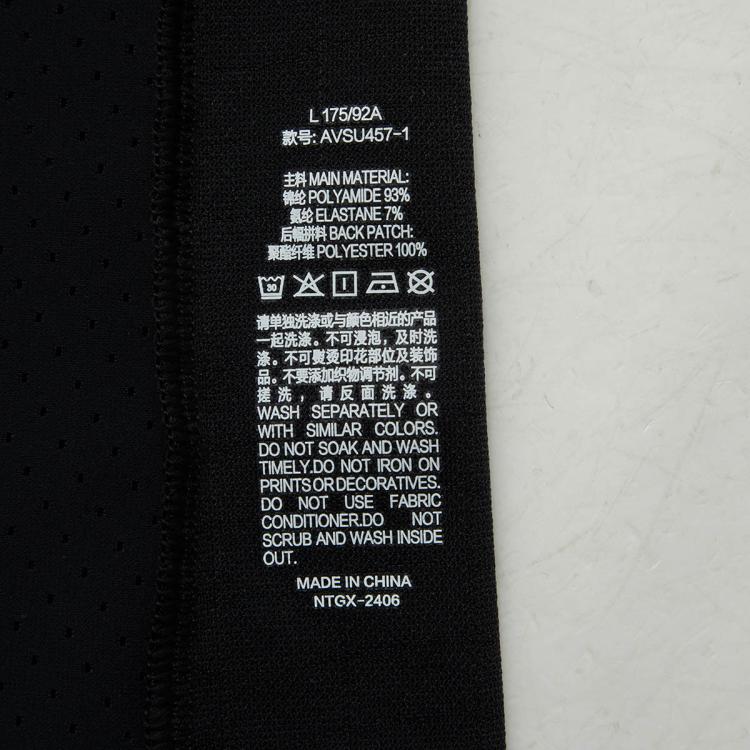 L 175/92A
款号: AVSU457-1
主料 MAIN MATERIAL:
锦纶 POLYAMIDE 93%
氨纶 ELASTANE 7%
后幅拼料 BACK PATCH:
聚酯纤维 POLYESTER 100%
30
请单独洗涤或与颜色相近的产品
一起洗涤。不可浸泡，及时洗
涤。不可熨烫印花部位及装饰
品。不要添加织物调节剂。不可
搓洗，请反面洗涤。
WASH SEPARATELY OR
WITH SIMILAR COLORS.
DO NOT SOAK AND WASH
TIMELY.DO NOT IRON ON
PRINTS OR DECORATIVES.
DO NOT USE FABRIC
CONDITIONER.DO NOT
SCRUB AND WASH INSIDE
OUT.
MADE IN CHINA
NTGX-2406